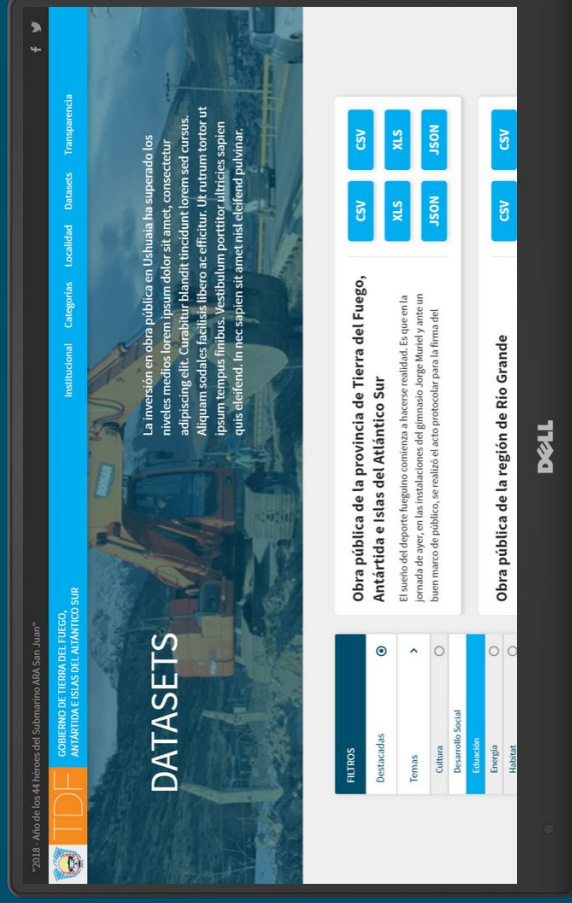 "2018 - Año de los 44 héroes del Submarino ARA San Juan"
TDF
GOBIERNO DE TIERRA DEL FUEGO,
ANTÁRTIDA E ISLAS DEL ATLÁNTICO SUR
Institucional
Categorías
Localidad
Datasets
Transparencia
DATASETS
La inversión en obra pública en Ushuaia ha superado los
niveles medios lorem ipsum dolor sit amet, consectetur
adipiscing elit. Curabitur blandit tincidunt lorem sed cursus.
Aliquam sodales facilisis libero ac efficitur. Ut rutrum tortor ut
ipsum tempus finibus. Vestibulum porttitor ultricies sapien
quis eleifend. In nec sapien sit amet nisl eleifend pulvinar.
FILTROS
Destacadas
Temas
Cultura
Desarrollo Social
Eduación
Energía
Habitat
Obra pública de la provincia de Tierra del Fuego,
Antártida e Islas del Atlántico Sur
El sueño del deporte fueguino comienza a hacerse realidad. Es que en la
jornada de ayer, en las instalaciones del gimnasio Jorge Muriel y ante un
buen marco de público, se realizó el acto protocolar para la firma del
CSV
CSV
XLS
XLS
JSON
JSON
Obra pública de la región de Río Grande
CSV
CSV
DELL